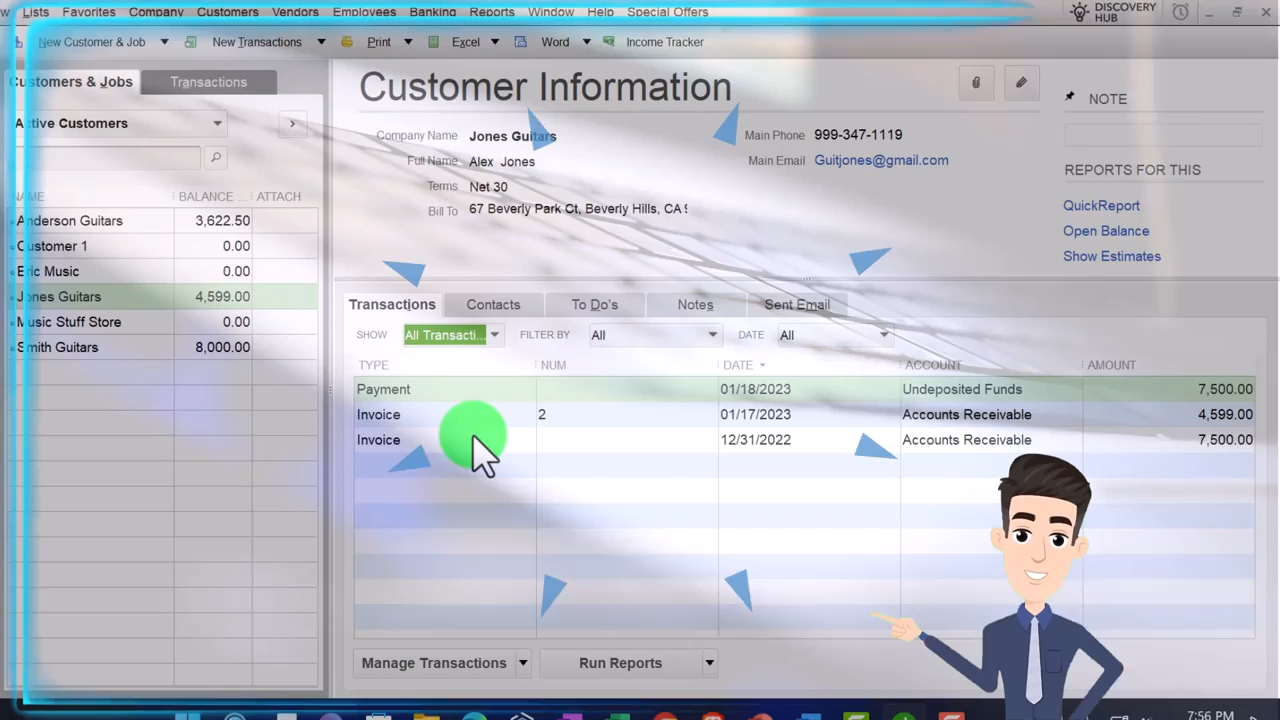 Lists Favorites Company Customers Vendors Employees Banking Reports Window Help Special Offers
DISCOVERY
HUB
New Customer & Job New Transactions Print Excel Word Income Tracker
Customers & Jobs Transactions
Active Customers
NAME BALANCE ... ATTACH
Anderson Guitars 3,622.50
Customer 1 0.00
Eric Music 0.00
Jones Guitars 4,599.00
Music Stuff Store 0.00
Smith Guitars 8,000.00
Customer Information
Company Name Jones Guitars
Full Name Alex Jones
Terms Net 30
Bill To 67 Beverly Park Ct, Beverly Hills, CA
Main Phone 999-347-1119
Main Email Guitjones@gmail.com
NOTE
REPORTS FOR THIS
QuickReport
Open Balance
Show Estimates
Transactions Contacts To Do's Notes Sent Email
SHOW All Transacti... FILTER BY All DATE All
TYPE NUM DATE ACCOUNT AMOUNT
Payment 01/18/2023 Undeposited Funds 7,500.00
Invoice 2 01/17/2023 Accounts Receivable 4,599.00
Invoice 12/31/2022 Accounts Receivable 7,500.00
Manage Transactions Run Reports
7:56 PM